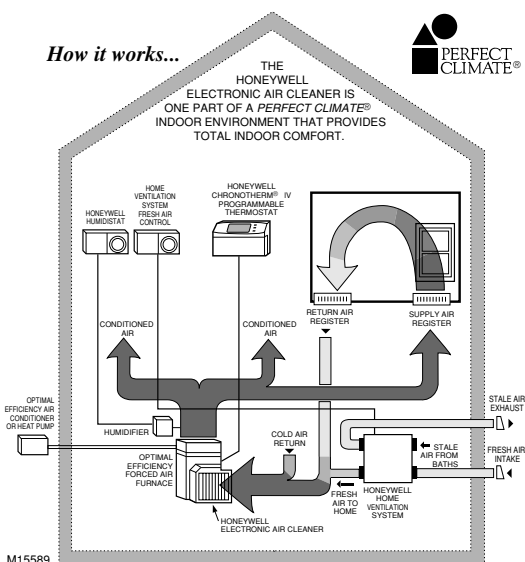 How it works...
PERFECT
CLIMATE®
THE
HONEYWELL
ELECTRONIC AIR CLEANER IS
ONE PART OF A PERFECT CLIMATE®
INDOOR ENVIRONMENT THAT PROVIDES
TOTAL INDOOR COMFORT.
HONEYWELL
HUMIDISTAT
HOME
VENTILATION
SYSTEM
FRESH AIR
CONTROL
HONEYWELL
CHRONOTHERM® IV
PROGRAMMABLE
THERMOSTAT
RETURN AIR
REGISTER
SUPPLY AIR
REGISTER
CONDITIONED
AIR
CONDITIONED
AIR
OPTIMAL
EFFICIENCY AIR
CONDITIONER
OR HEAT PUMP
HUMIDIFIER
OPTIMAL
EFFICIENCY
FORCED AIR
FURNACE
COLD AIR
RETURN
STALE AIR
EXHAUST
STALE
AIR FROM
BATHS
FRESH AIR
INTAKE
FRESH
AIR TO
HOME
HONEYWELL
HOME
VENTILATION
SYSTEM
HONEYWELL
ELECTRONIC AIR CLEANER
M15589